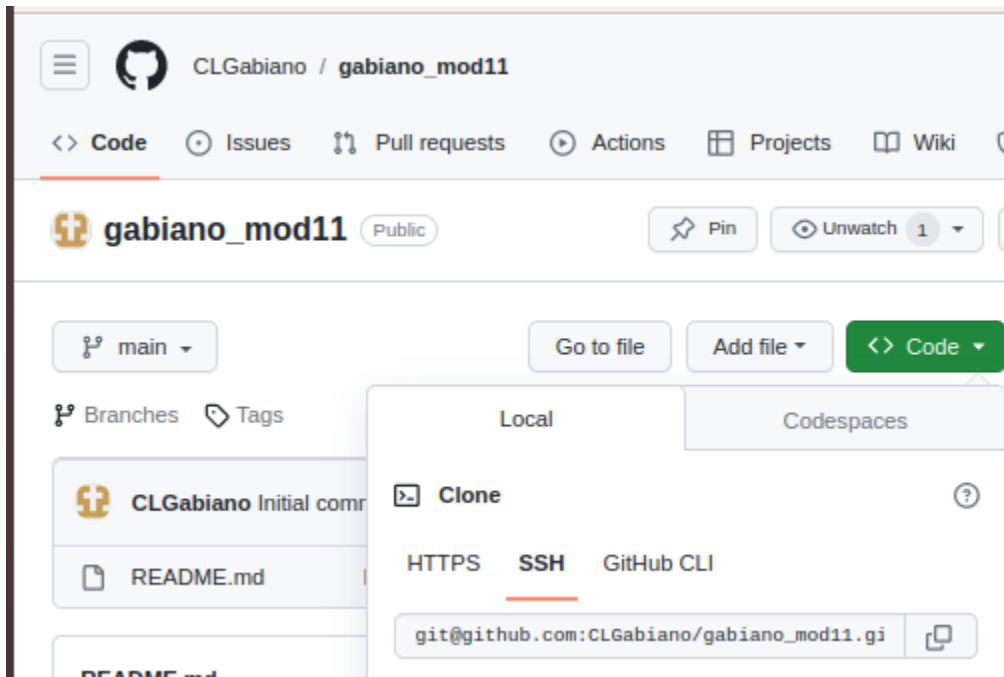 CLGabiano / gabiano_mod11
Code Issues Pull requests Actions Projects Wiki
gabiano_mod11 Public Pin Unwatch 1
main Go to file Add file Code
Branches Tags
Local Codespaces
CLGabiano Initial comm
Clone
README.md
HTTPS SSH GitHub CLI
git@github.com:CLGabiano/gabiano_mod11.gi
README.md